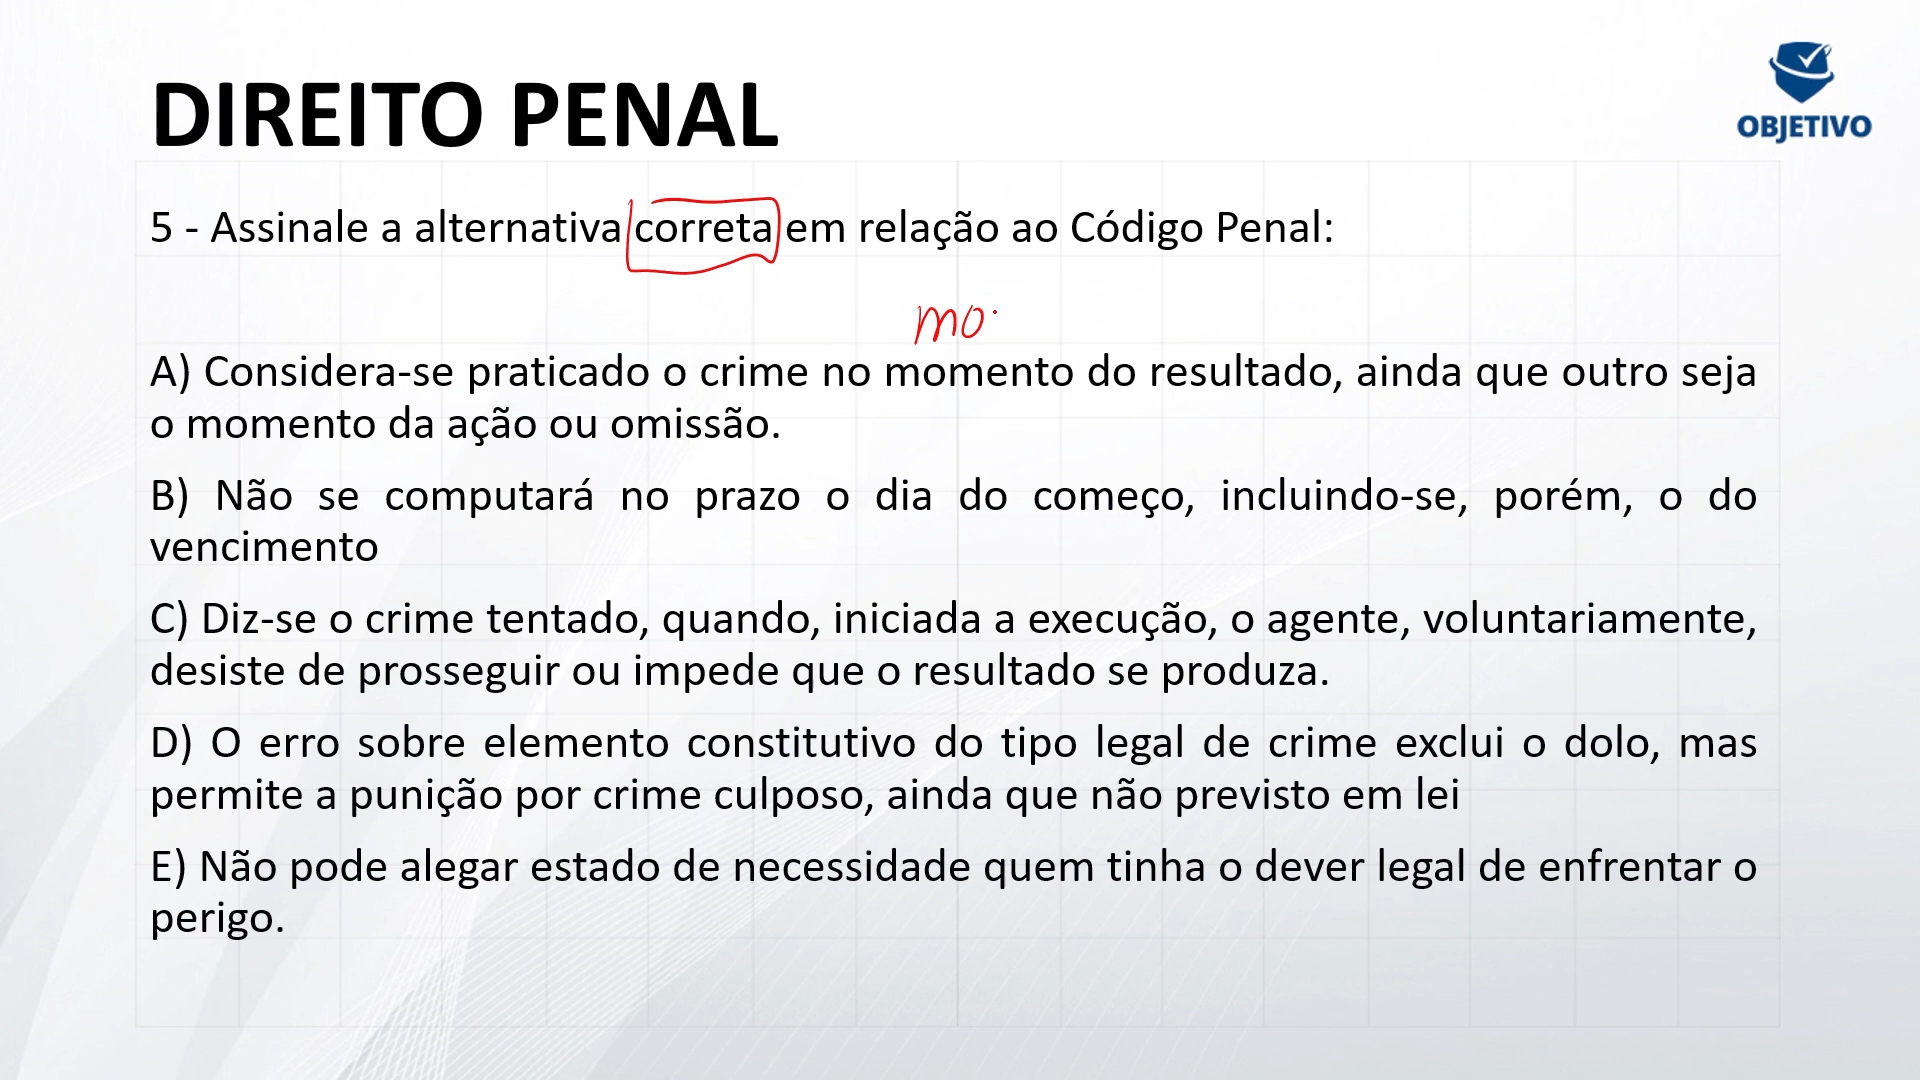 DIREITO PENAL
OBJETIVO
5 - Assinale a alternativa correta em relação ao Código Penal:
mo
A) Considera-se praticado o crime no momento do resultado, ainda que outro seja
o momento da ação ou omissão.
B) Não se computará no prazo o dia do começo, incluindo-se, porém, o do
vencimento
C) Diz-se o crime tentado, quando, iniciada a execução, o agente, voluntariamente,
desiste de prosseguir ou impede que o resultado se produza.
D) O erro sobre elemento constitutivo do tipo legal de crime exclui o dolo, mas
permite a punição por crime culposo, ainda que não previsto em lei
E) Não pode alegar estado de necessidade quem tinha o dever legal de enfrentar o
perigo.